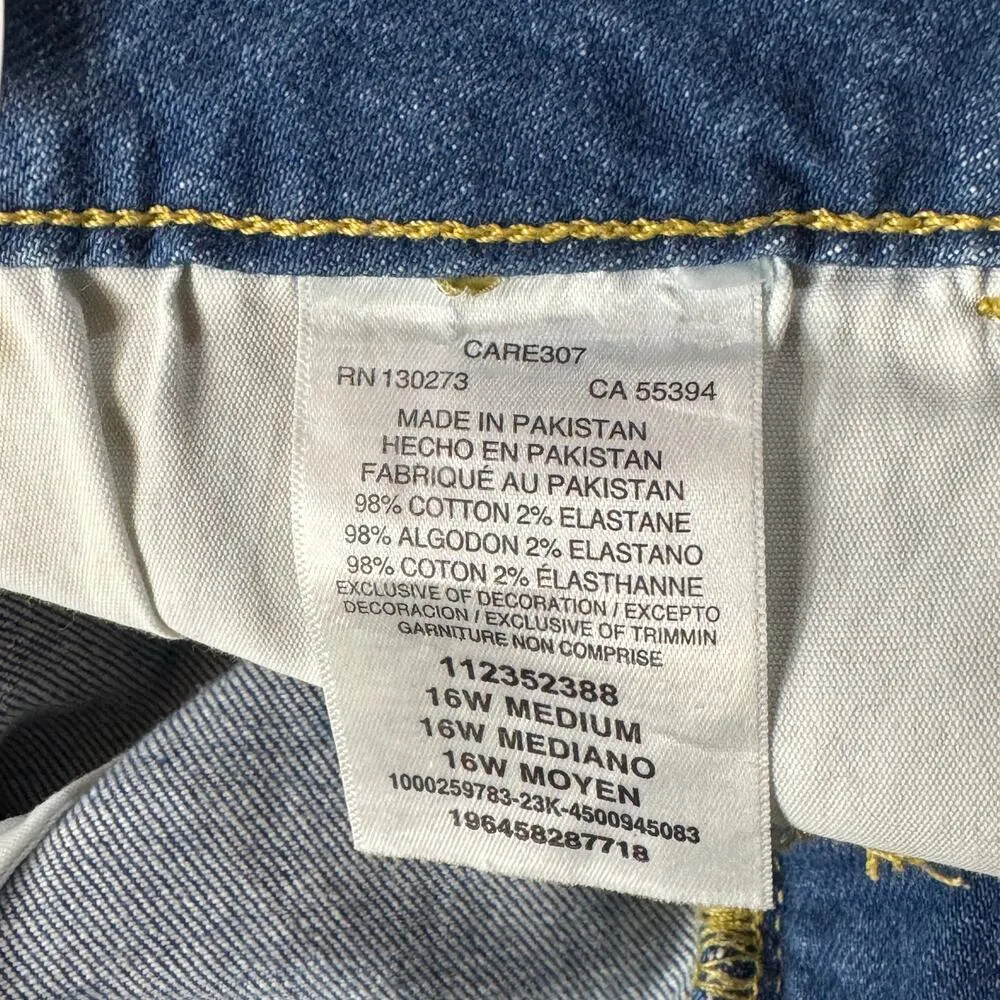 CARE307
RN 130273 CA 55394
MADE IN PAKISTAN
HECHO EN PAKISTAN
FABRIQUÉ AU PAKISTAN
98% COTTON 2% ELASTANE
98% ALGODON 2% ELASTANO
98% COTON 2% ÉLASTHANNE
EXCLUSIVE OF DECORATION / EXCEPTO
DECORACION / EXCLUSIVE OF TRIMMIN
GARNITURE NON COMPRISE
112352388
16W MEDIUM
16W MEDIANO
16W MOYEN
1000259783-23K-4500945083
196458287718